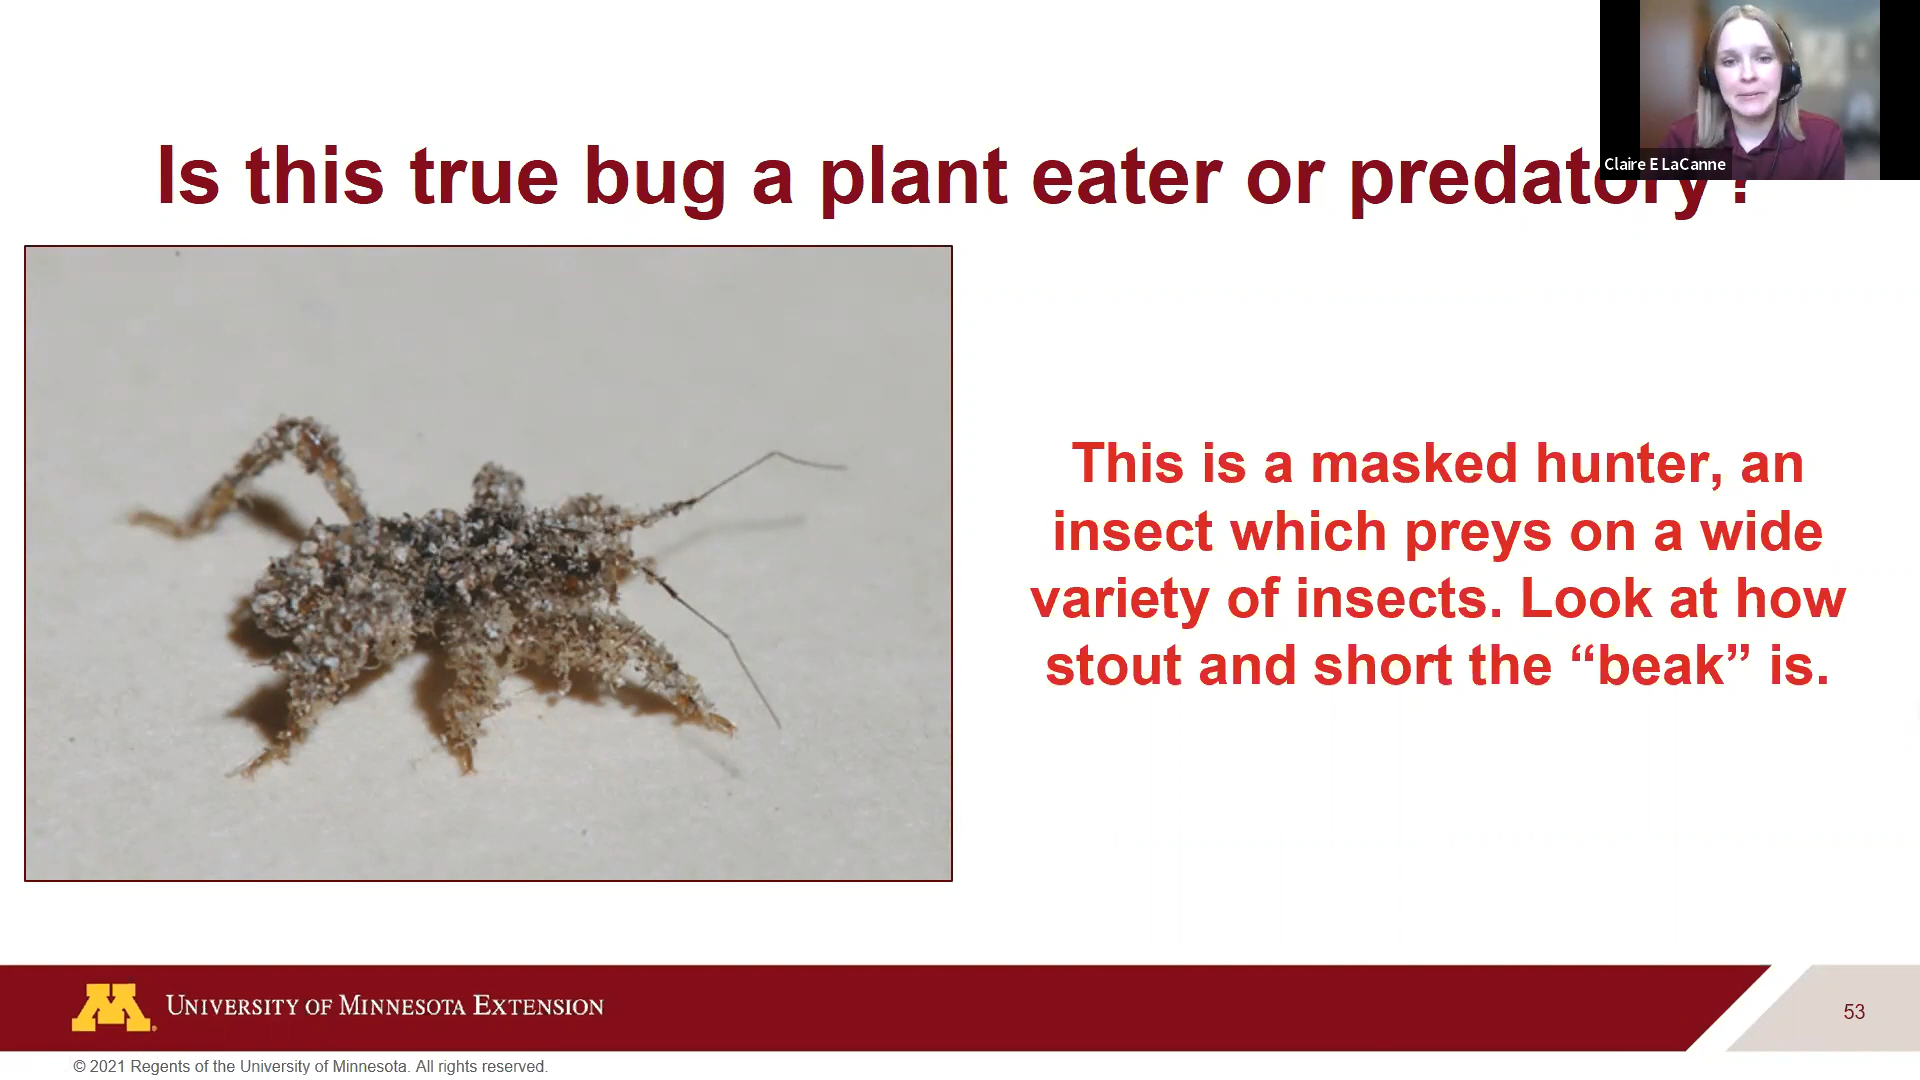 Is this true bug a plant eater or predatory?
Claire E LaCanne
This is a masked hunter, an
insect which preys on a wide
variety of insects. Look at how
stout and short the “beak” is.
M
UNIVERSITY OF MINNESOTA EXTENSION
53
© 2021 Regents of the University of Minnesota. All rights reserved.